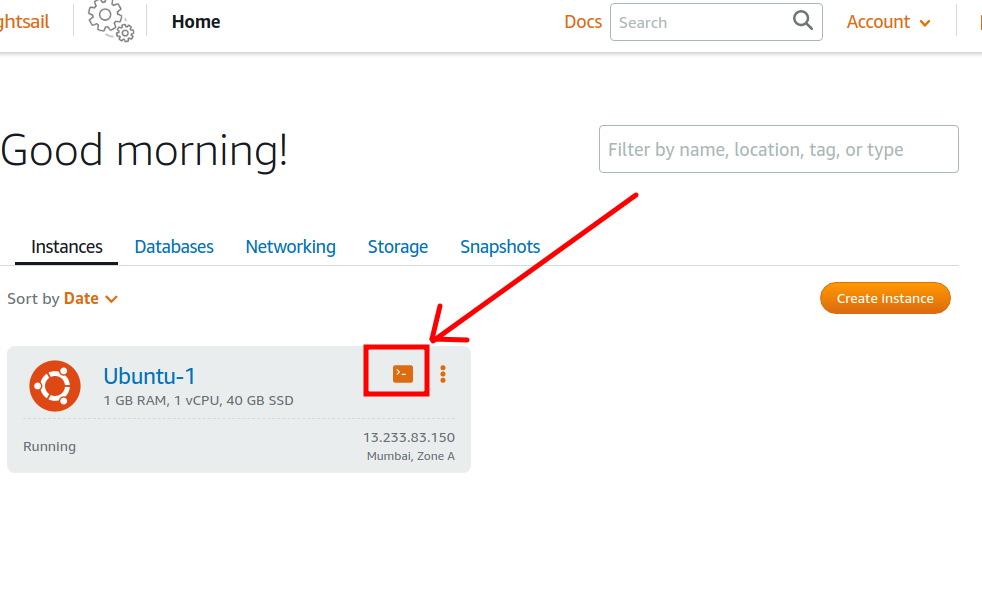 ghtsail Home Docs Search Account
Good morning!
Filter by name, location, tag, or type
Instances Databases Networking Storage Snapshots
Sort by Date
Create instance
Ubuntu-1
1 GB RAM, 1 vCPU, 40 GB SSD
Running
13.233.83.150
Mumbai, Zone A